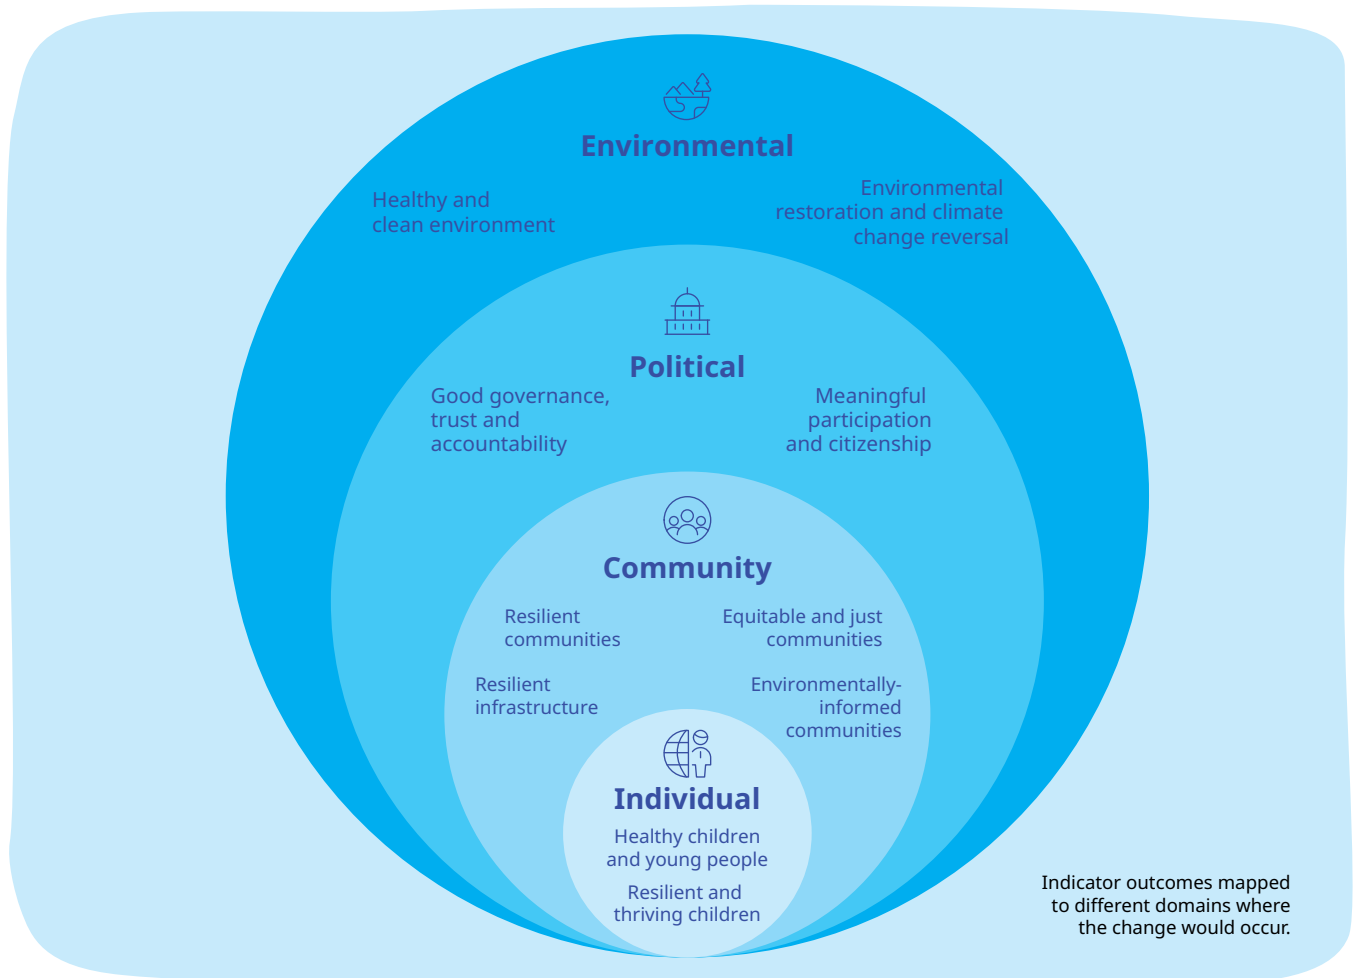 Environmental
Healthy and
clean environment
Environmental
restoration and climate
change reversal
Political
Good governance,
trust and
accountability
Meaningful
participation
and citizenship
Community
Resilient
communities
Equitable and just
communities
Resilient
infrastructure
Environmentally-
informed
communities
Individual
Healthy children
and young people
Resilient and
thriving children
Indicator outcomes mapped
to different domains where
the change would occur.